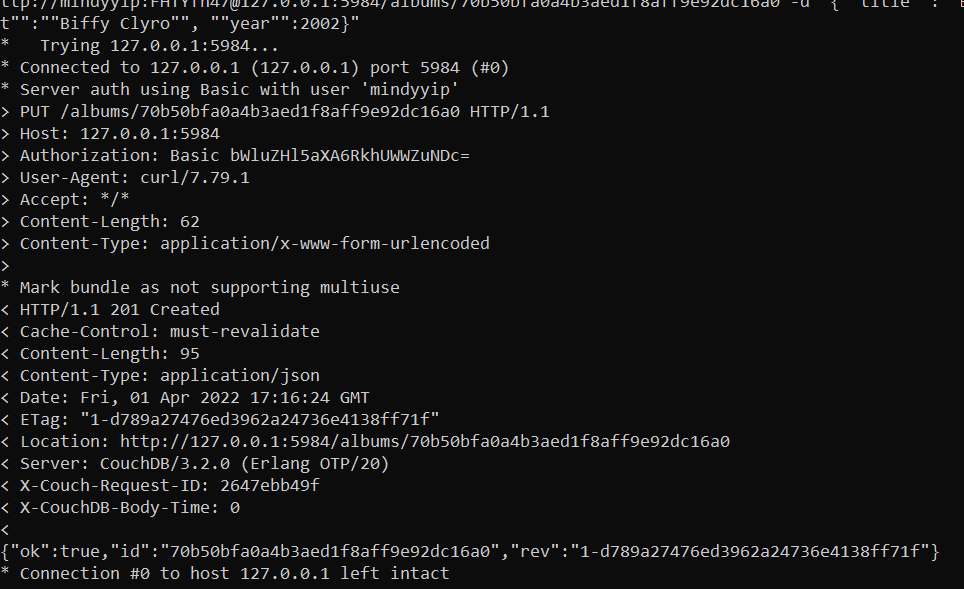 127.0.0.1:5984/albums/70b50bfa0a4b3aed1f8aff9e92dc16a0 -d
t"":""Biffy Clyro"", ""year"":2002}"
*   Trying 127.0.0.1:5984...
* Connected to 127.0.0.1 (127.0.0.1) port 5984 (#0)
* Server auth using Basic with user 'mindyyip'
> PUT /albums/70b50bfa0a4b3aed1f8aff9e92dc16a0 HTTP/1.1
> Host: 127.0.0.1:5984
> Authorization: Basic bWluZHl5aXA6RkhUWWZuNDc=
> User-Agent: curl/7.79.1
> Accept: */*
> Content-Length: 62
> Content-Type: application/x-www-form-urlencoded
>
* Mark bundle as not supporting multiuse
< HTTP/1.1 201 Created
< Cache-Control: must-revalidate
< Content-Length: 95
< Content-Type: application/json
< Date: Fri, 01 Apr 2022 17:16:24 GMT
< ETag: "1-d789a27476ed3962a24736e4138ff71f"
< Location: http://127.0.0.1:5984/albums/70b50bfa0a4b3aed1f8aff9e92dc16a0
< Server: CouchDB/3.2.0 (Erlang OTP/20)
< X-Couch-Request-ID: 2647ebb49f
< X-CouchDB-Body-Time: 0
<
{"ok":true,"id":"70b50bfa0a4b3aed1f8aff9e92dc16a0","rev":"1-d789a27476ed3962a24736e4138ff71f"}
* Connection #0 to host 127.0.0.1 left intact